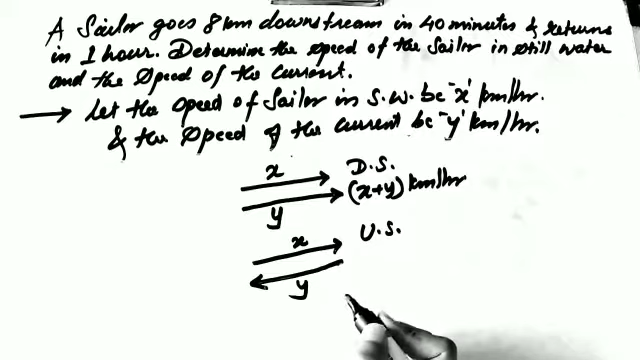 A Sailor goes 8 km downstream in 40 minutes & returns
in 1 hour. Determine the speed of the Sailor in still water
and the Speed of the Current.
Let the Speed of Sailor in S.W. be 'x' km/hr.
& the Speed of the Current be 'y' km/hr.
x
D.S.
(x+y) km/hr
y
x
U.S.
y